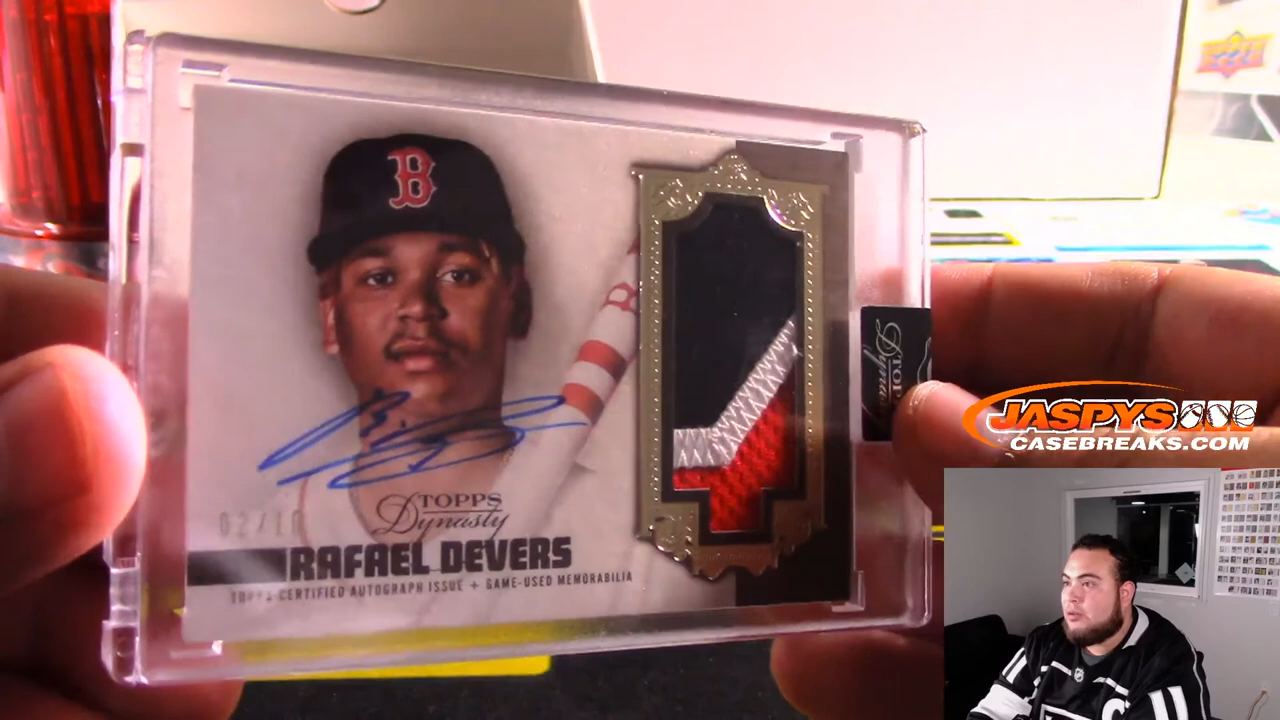 B
B
TOPPS
Dynasty
02/10
RAFAEL DEVERS
TOPPS CERTIFIED AUTOGRAPH ISSUE + GAME-USED MEMORABILIA
JASPYS
CASEBREAKS.COM